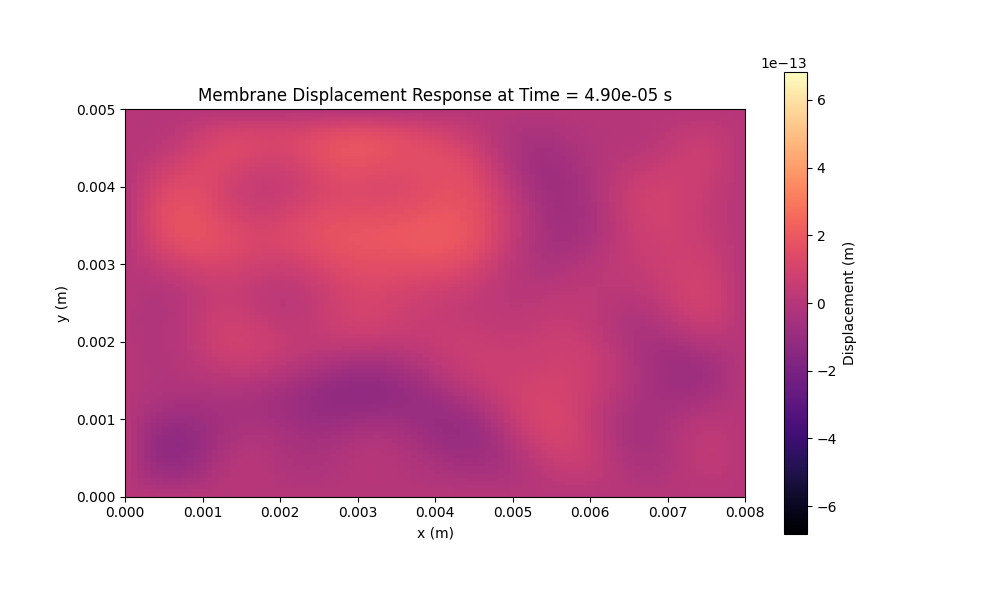 1e−13
Membrane Displacement Response at Time = 4.90e-05 s
0.005
0.004
0.003
0.002
0.001
0.000
y (m)
0.000 0.001 0.002 0.003 0.004 0.005 0.006 0.007 0.008
x (m)
6
4
2
0
−2
−4
−6
Displacement (m)